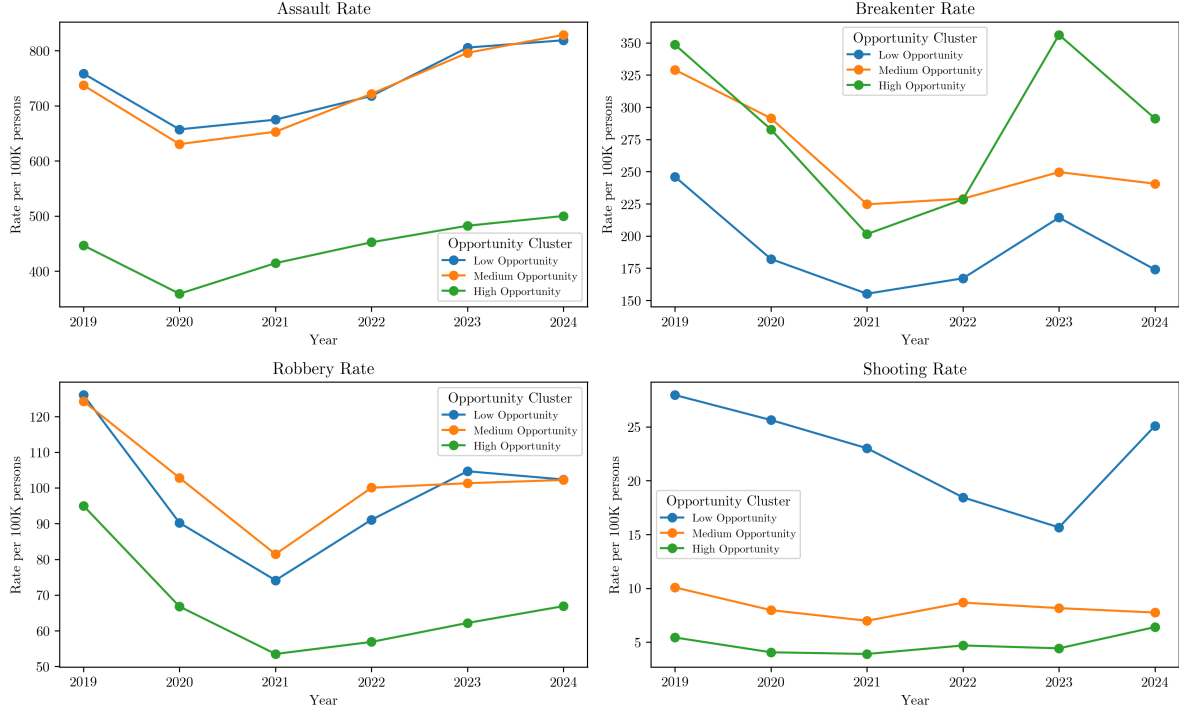 Assault Rate
Rate per 100K persons
800
700
600
500
400
Opportunity Cluster
Low Opportunity
Medium Opportunity
High Opportunity
2019 2020 2021 2022 2023 2024
Year
Breakenter Rate
Rate per 100K persons
350
325
300
275
250
225
200
175
150
Opportunity Cluster
Low Opportunity
Medium Opportunity
High Opportunity
2019 2020 2021 2022 2023 2024
Year
Robbery Rate
Rate per 100K persons
120
110
100
90
80
70
60
50
Opportunity Cluster
Low Opportunity
Medium Opportunity
High Opportunity
2019 2020 2021 2022 2023 2024
Year
Shooting Rate
Rate per 100K persons
25
20
15
10
5
Opportunity Cluster
Low Opportunity
Medium Opportunity
High Opportunity
2019 2020 2021 2022 2023 2024
Year